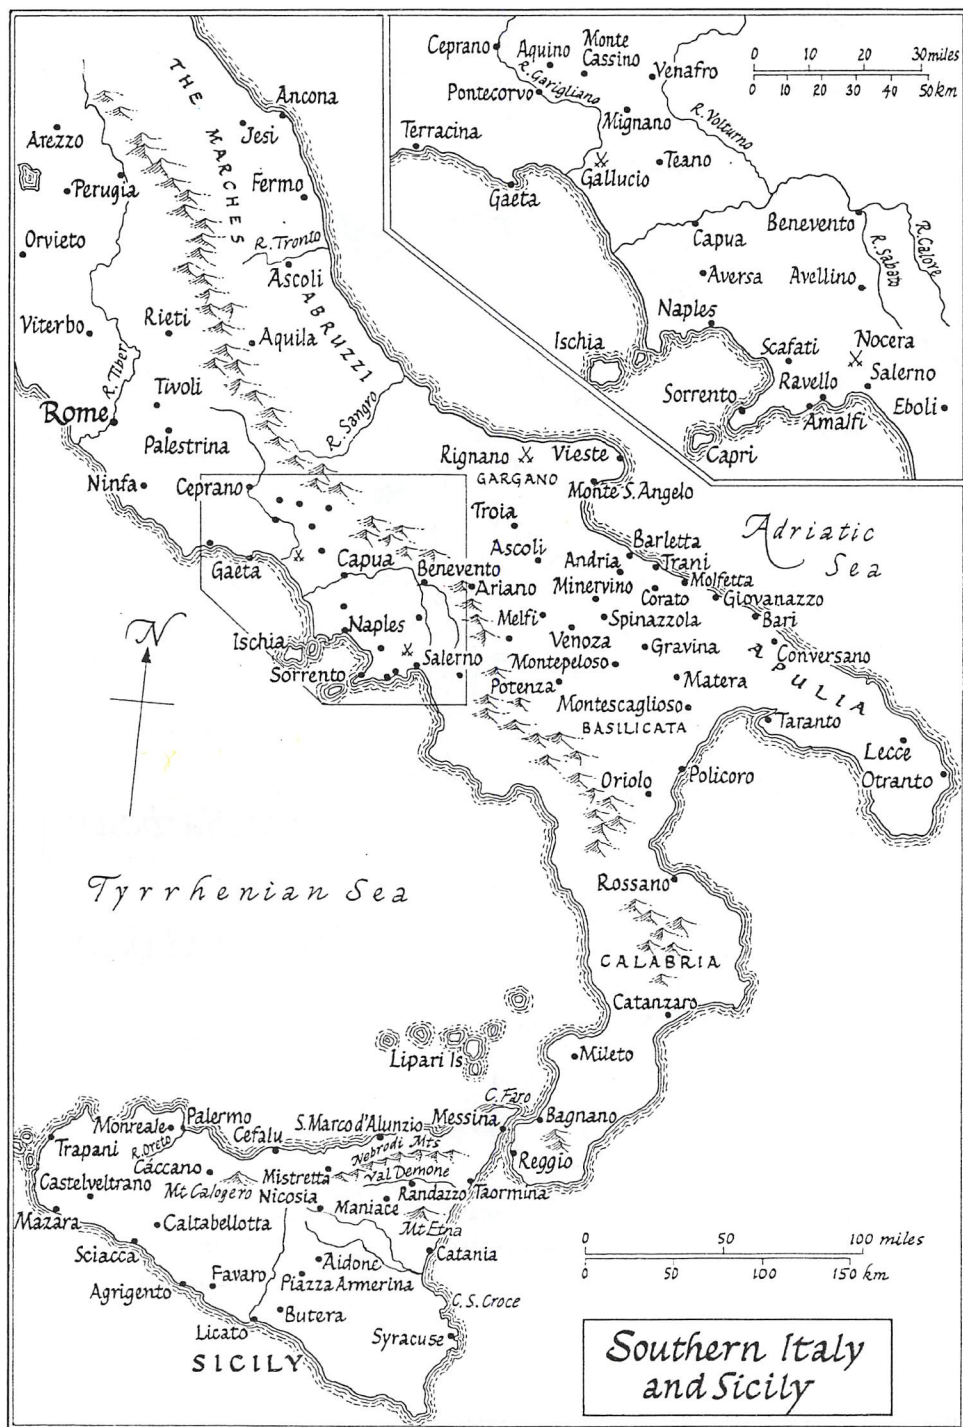 THE MARCHES
Ancona
Jesi
Arezzo
Perugia
Fermo
Orvieto
R. Tronto
Ascoli
ABRUZZI
Viterbo
Rieti
Aquila
R. Tiber
Tivoli
Rome
R. Sangro
Palestrina
Ninfa
Ceprano
Gaeta
Capua
Benevento
Ischia
Naples
Sorrento
Salerno
Rignano
Vieste
GARGANO
Monte S. Angelo
Troia
Ascoli
Barletta
Andria
Trani
Ariano
Minervino
Molfetta
Corato
Giovanazzo
Melfi
Spinazzola
Bari
Venoza
Gravina
Conversano
Montepeloso
APULIA
Potenza
Matera
Montescaglioso
BASILICATA
Taranto
Lecce
Otranto
Oriolo
Policoro
Adriatic
Sea
N
Tyrrhenian Sea
Rossano
CALABRIA
Catanzaro
Mileto
Lipari Is
C. Faro
Messina
Bagnano
Reggio
S. Marco d'Alunzio
Palermo
Monreale
Cefalu
Trapani
R. Oreto
Nebrodi Mts
Cáccano
Mistretta
Val Demone
Castelveltrano
Mt Calogero
Nicosia
Randazzo
Taormina
Maniace
Mazara
Caltabellotta
Mt Etna
Sciacca
Aidone
Catania
Favaro
Piazza Armerina
Agrigento
C. S. Croce
Butera
Licato
Syracuse
SICILY
0 50 100 miles
0 50 100 150 km
Southern Italy
and Sicily
Ceprano
Aquino
Monte
Cassino
R. Garigliano
Venafro
Pontecorvo
0 10 20 30 miles
0 10 20 30 40 50 km
Mignano
R. Volturno
Terracina
Teano
Gallucio
Gaeta
Benevento
Capua
R. Sabato
R. Calore
Aversa
Avellino
Naples
Ischia
Scafati
Nocera
Ravello
Salerno
Sorrento
Amalfi
Eboli
Capri